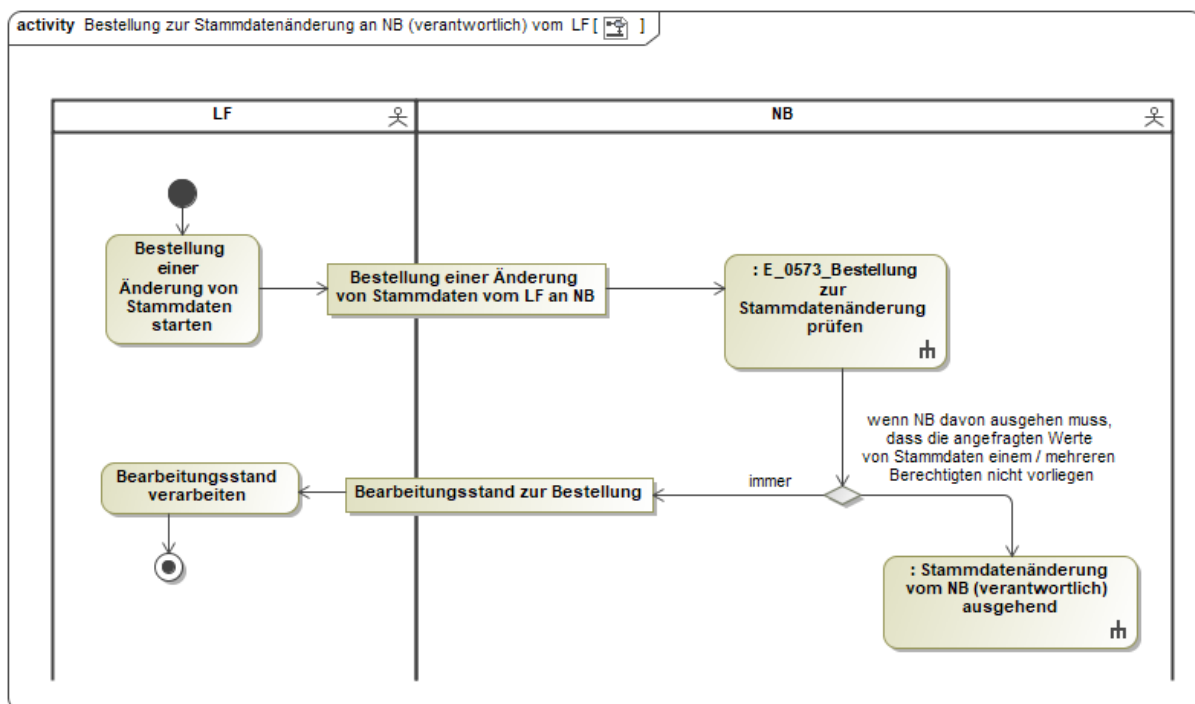 activity Bestellung zur Stammdatenänderung an NB (verantwortlich) vom LF [ ]
LF
NB
Bestellung
einer
Änderung von
Stammdaten
starten
Bestellung einer Änderung
von Stammdaten vom LF an NB
: E_0573_Bestellung
zur
Stammdatenänderung
prüfen
wenn NB davon ausgehen muss,
dass die angefragten Werte
von Stammdaten einem / mehreren
Berechtigten nicht vorliegen
immer
Bearbeitungsstand zur Bestellung
Bearbeitungsstand
verarbeiten
: Stammdatenänderung
vom NB (verantwortlich)
ausgehend